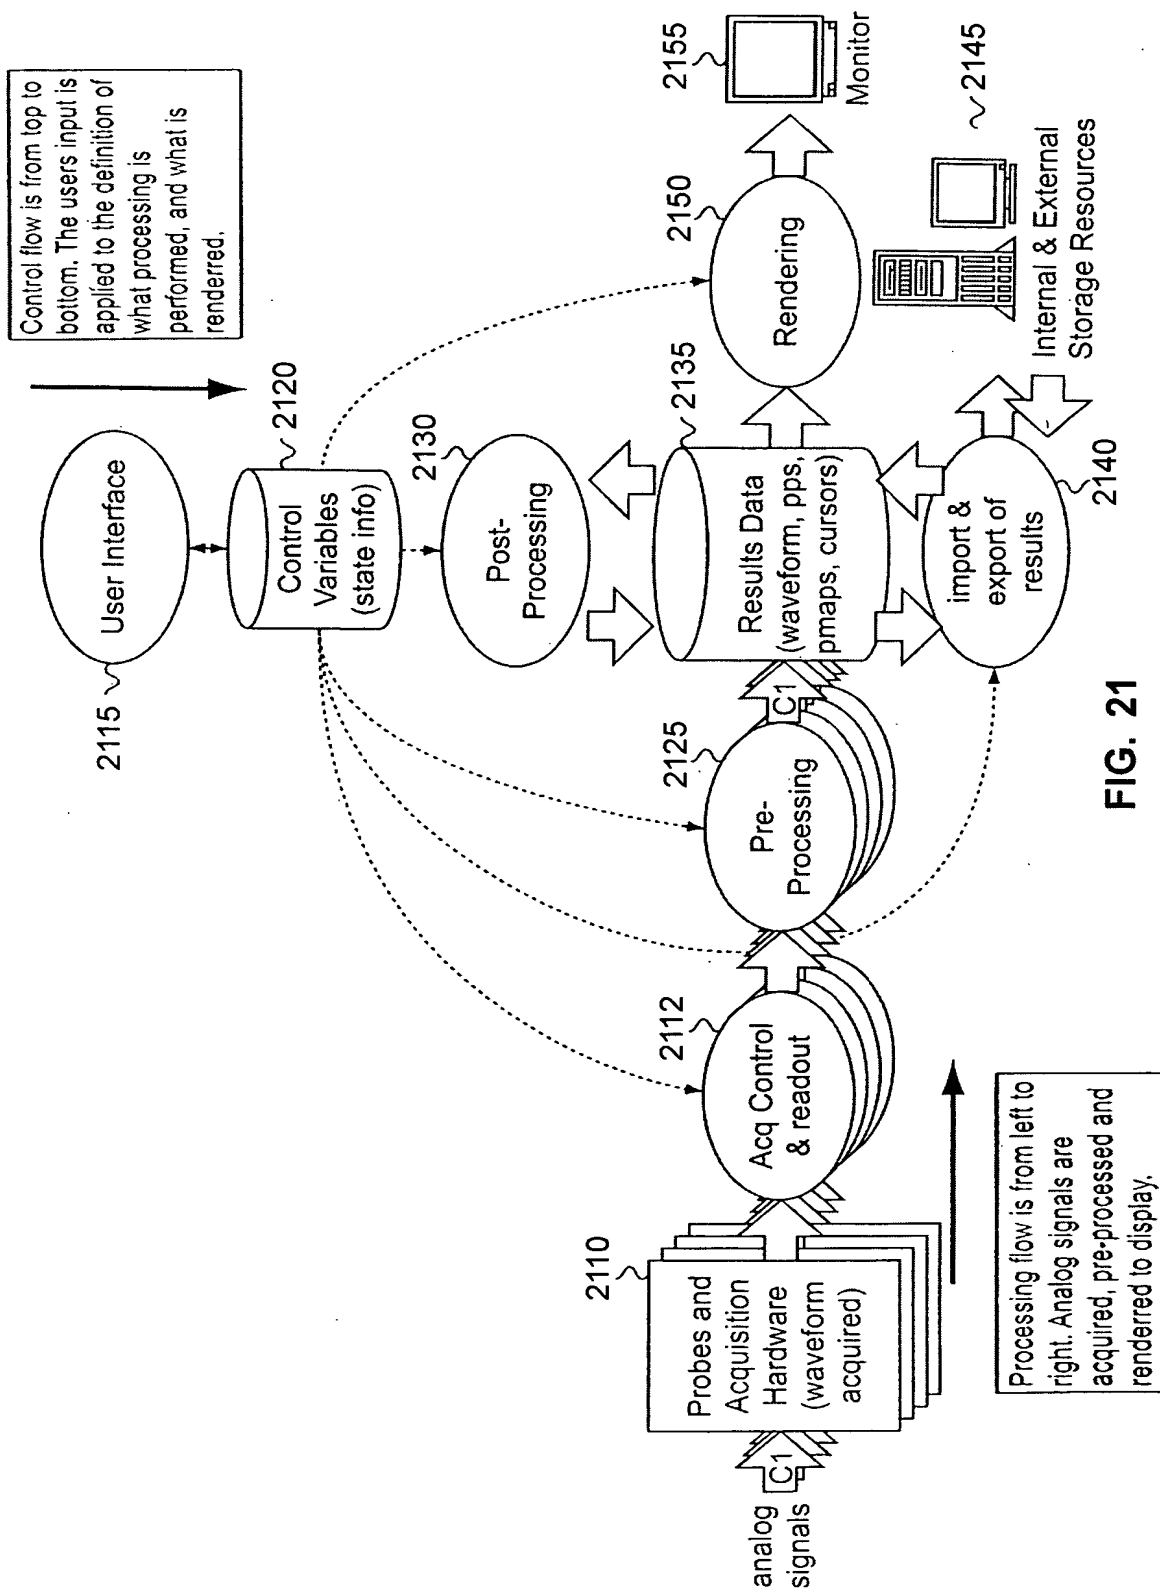 Control flow is from top to
bottom. The users input is
applied to the definition of
what processing is
performed, and what is
renderred.
User Interface
2115
Control
Variables
(state info)
2120
Post-
Processing
2130
analog
signals
C1
Probes and
Acquisition
Hardware
(waveform
acquired)
2110
Acq Control
& readout
2112
Pre-
Processing
2125
C1
Results Data
(waveform, pps,
pmaps, cursors)
2135
Rendering
2150
Monitor
2155
import &
export of
results
2140
Internal & External
Storage Resources
2145
Processing flow is from left to
right. Analog signals are
acquired, pre-processed and
renderred to display.
FIG. 21